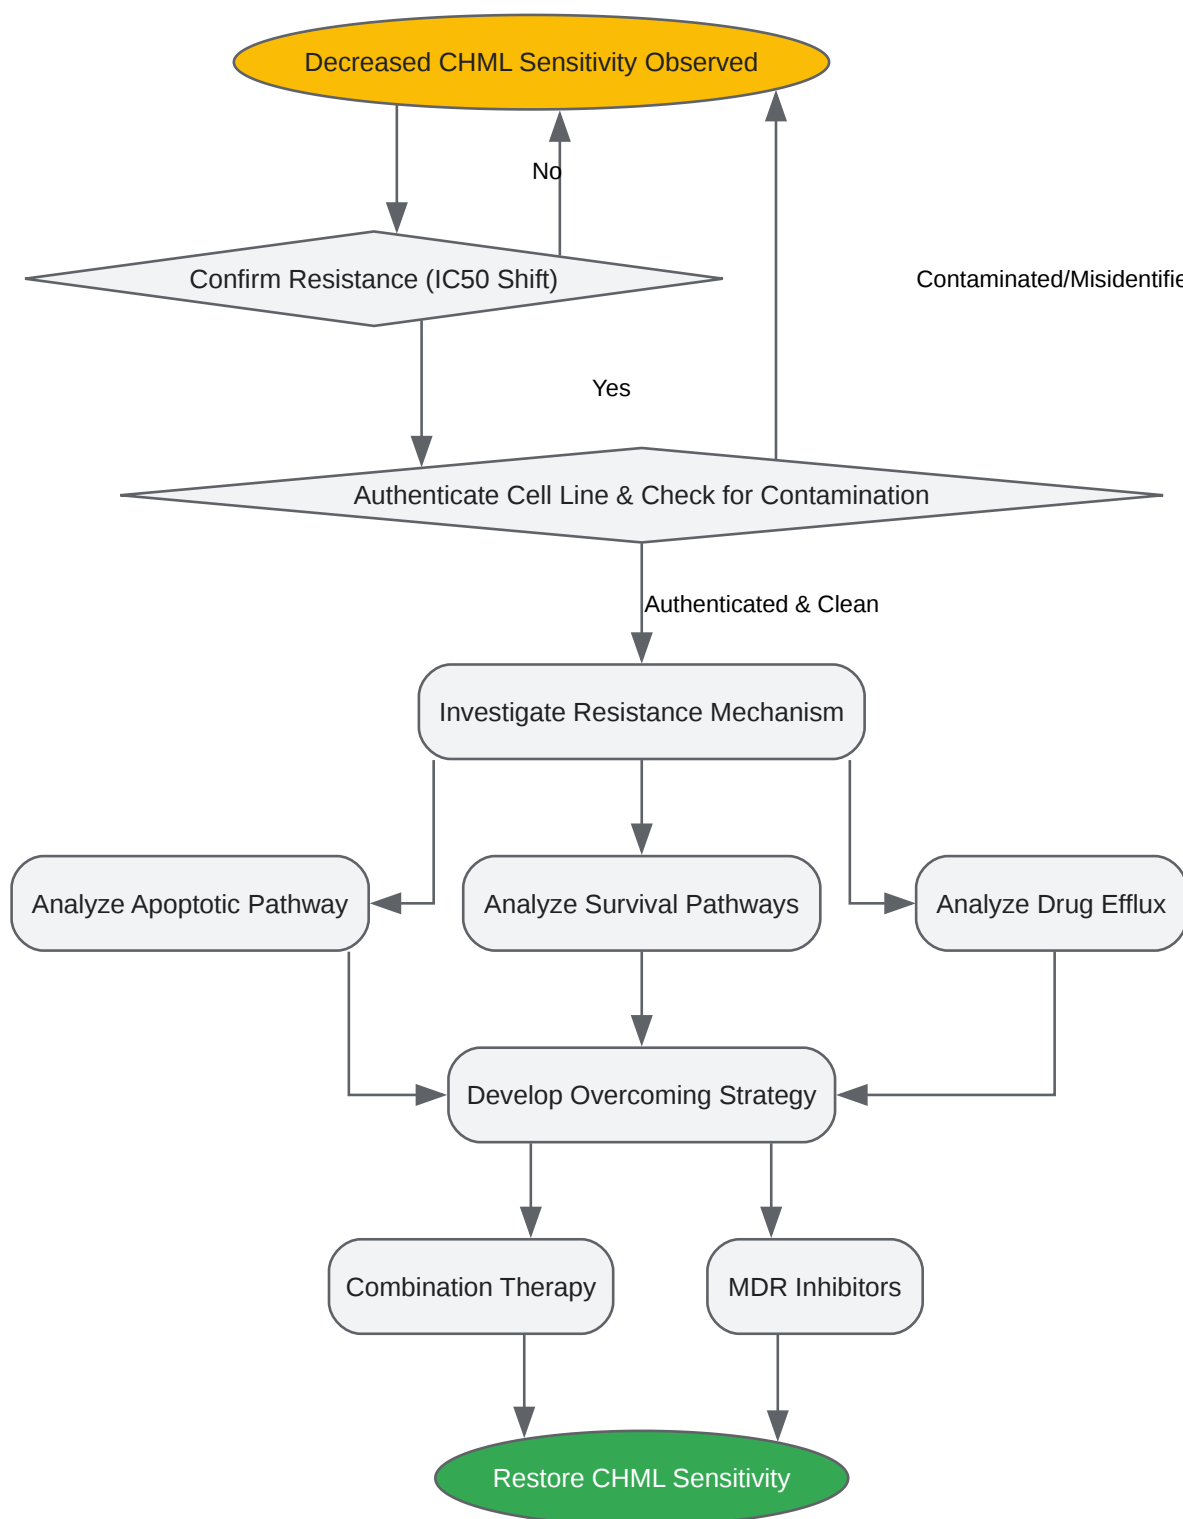 Decreased CHML Sensitivity Observed
No
Confirm Resistance (IC50 Shift)
Contaminated/Misidentifie
Yes
Authenticate Cell Line & Check for Contamination
Authenticated & Clean
Investigate Resistance Mechanism
Analyze Apoptotic Pathway
Analyze Survival Pathways
Analyze Drug Efflux
Develop Overcoming Strategy
Combination Therapy
MDR Inhibitors
Restore CHML Sensitivity